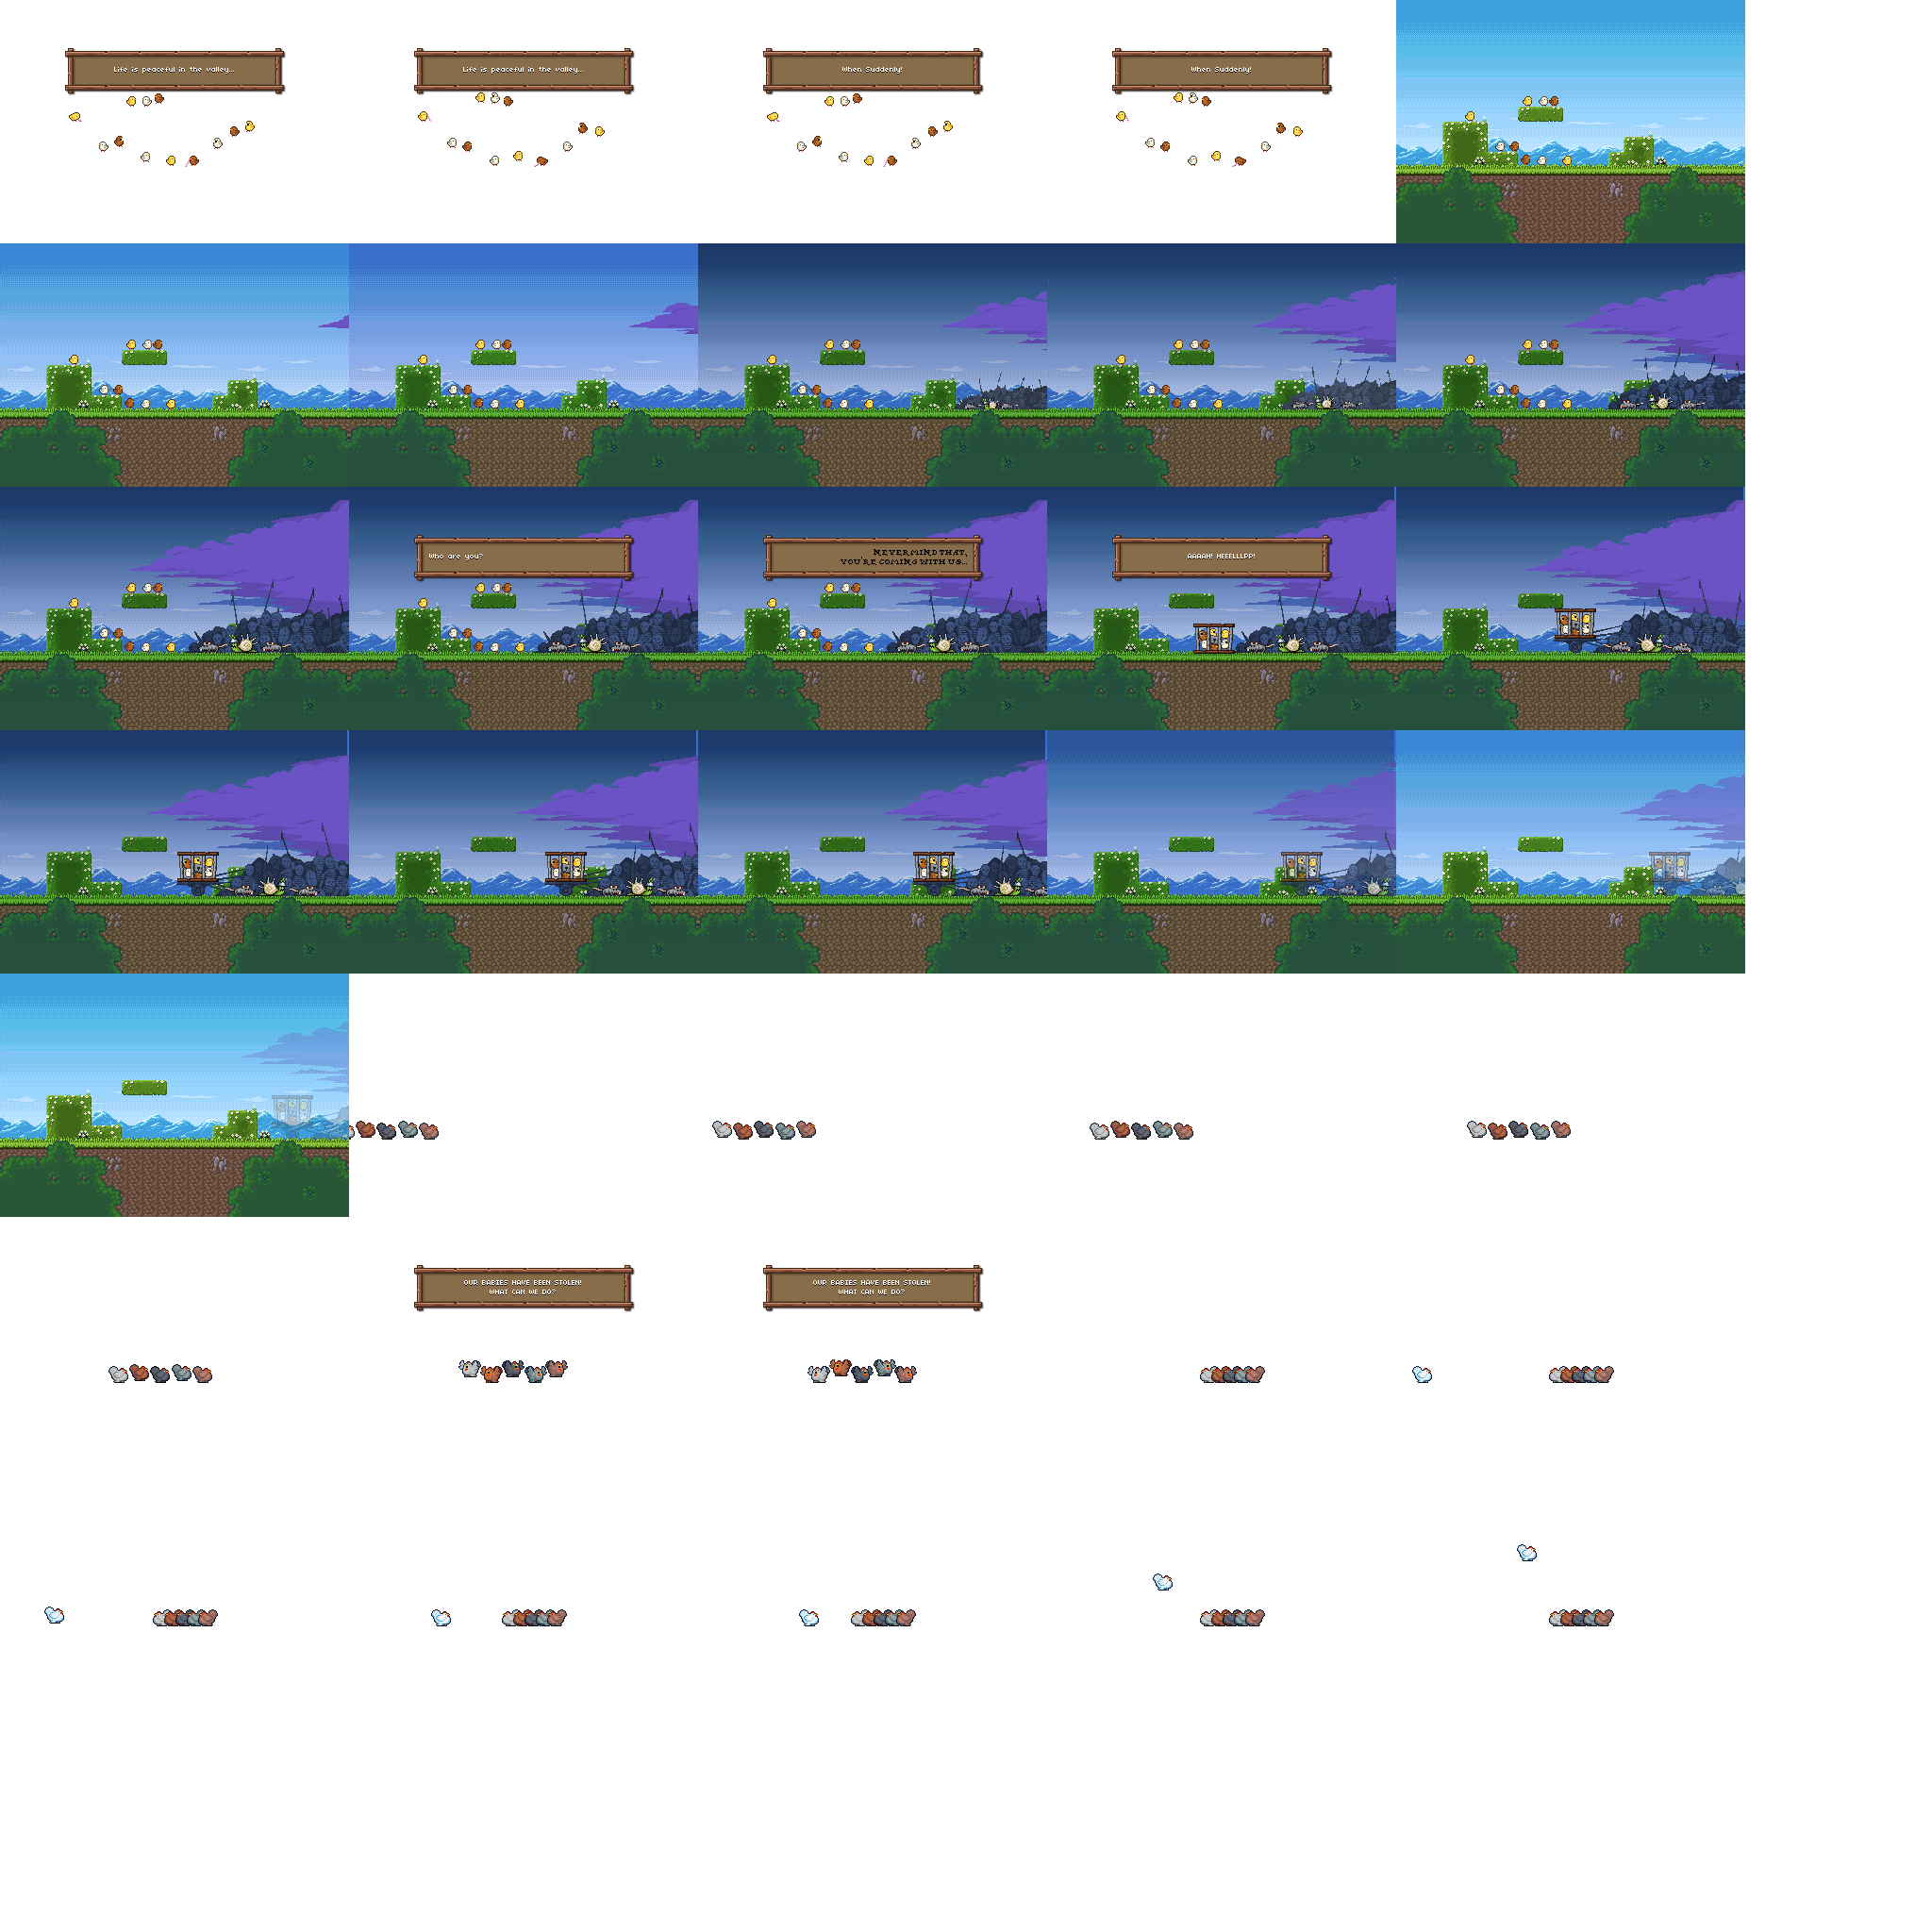 Life is peaceful in the valley...
Life is peaceful in the valley...
When Suddenly!
When Suddenly!
Who are you?
NEVERMIND THAT,
YOU'RE COMING WITH US...
AAAAH! HEEELLLPP!
OUR BABIES HAVE BEEN STOLEN!
WHAT CAN WE DO?
OUR BABIES HAVE BEEN STOLEN!
WHAT CAN WE DO?